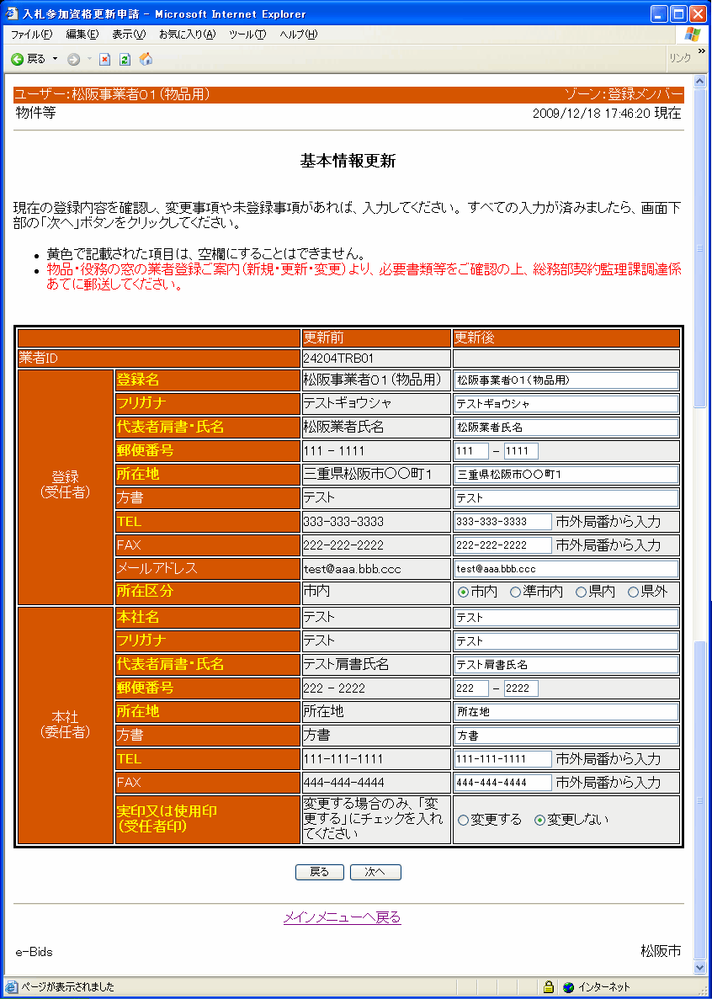 入札参加資格更新申請 - Microsoft Internet Explorer
ファイル(F) 編集(E) 表示(V) お気に入り(A) ツール(T) ヘルプ(H)
戻る リンク »
ユーザー：松阪事業者０１（物品用） ゾーン：登録メンバー
物件等 2009/12/18 17:46:20 現在
基本情報更新
現在の登録内容を確認し、変更事項や未登録事項があれば、入力してください。 すべての入力が済みましたら、画面下
部の「次へ」ボタンをクリックしてください。
• 黄色で記載された項目は、空欄にすることはできません。
• 物品・役務の窓の業者登録ご案内（新規・更新・変更）より、必要書類等をご確認の上、総務部契約監理課調達係
あてに郵送してください。
更新前 更新後
業者ID 24204TRB01
登録
（受任者）
登録名 松阪事業者０１（物品用） 松阪事業者０１（物品用）
フリガナ テストギョウシャ テストギョウシャ
代表者肩書・氏名 松阪業者氏名 松阪業者氏名
郵便番号 111 - 1111 111 - 1111
所在地 三重県松阪市〇〇町１ 三重県松阪市〇〇町１
方書 テスト テスト
TEL 333-333-3333 333-333-3333 市外局番から入力
FAX 222-222-2222 222-222-2222 市外局番から入力
メールアドレス test@aaa.bbb.ccc test@aaa.bbb.ccc
所在区分 市内 市内 準市内 県内 県外
本社
（委任者）
本社名 テスト テスト
フリガナ テスト テスト
代表者肩書・氏名 テスト肩書氏名 テスト肩書氏名
郵便番号 222 - 2222 222 - 2222
所在地 所在地 所在地
方書 方書 方書
TEL 111-111-1111 111-111-1111 市外局番から入力
FAX 444-444-4444 444-444-4444 市外局番から入力
実印又は使用印
（受任者印）
変更する場合のみ、「変
更する」にチェックを入れ
てください
変更する 変更しない
戻る 次へ
メインメニューへ戻る
e-Bids 松阪市
ページが表示されました インターネット